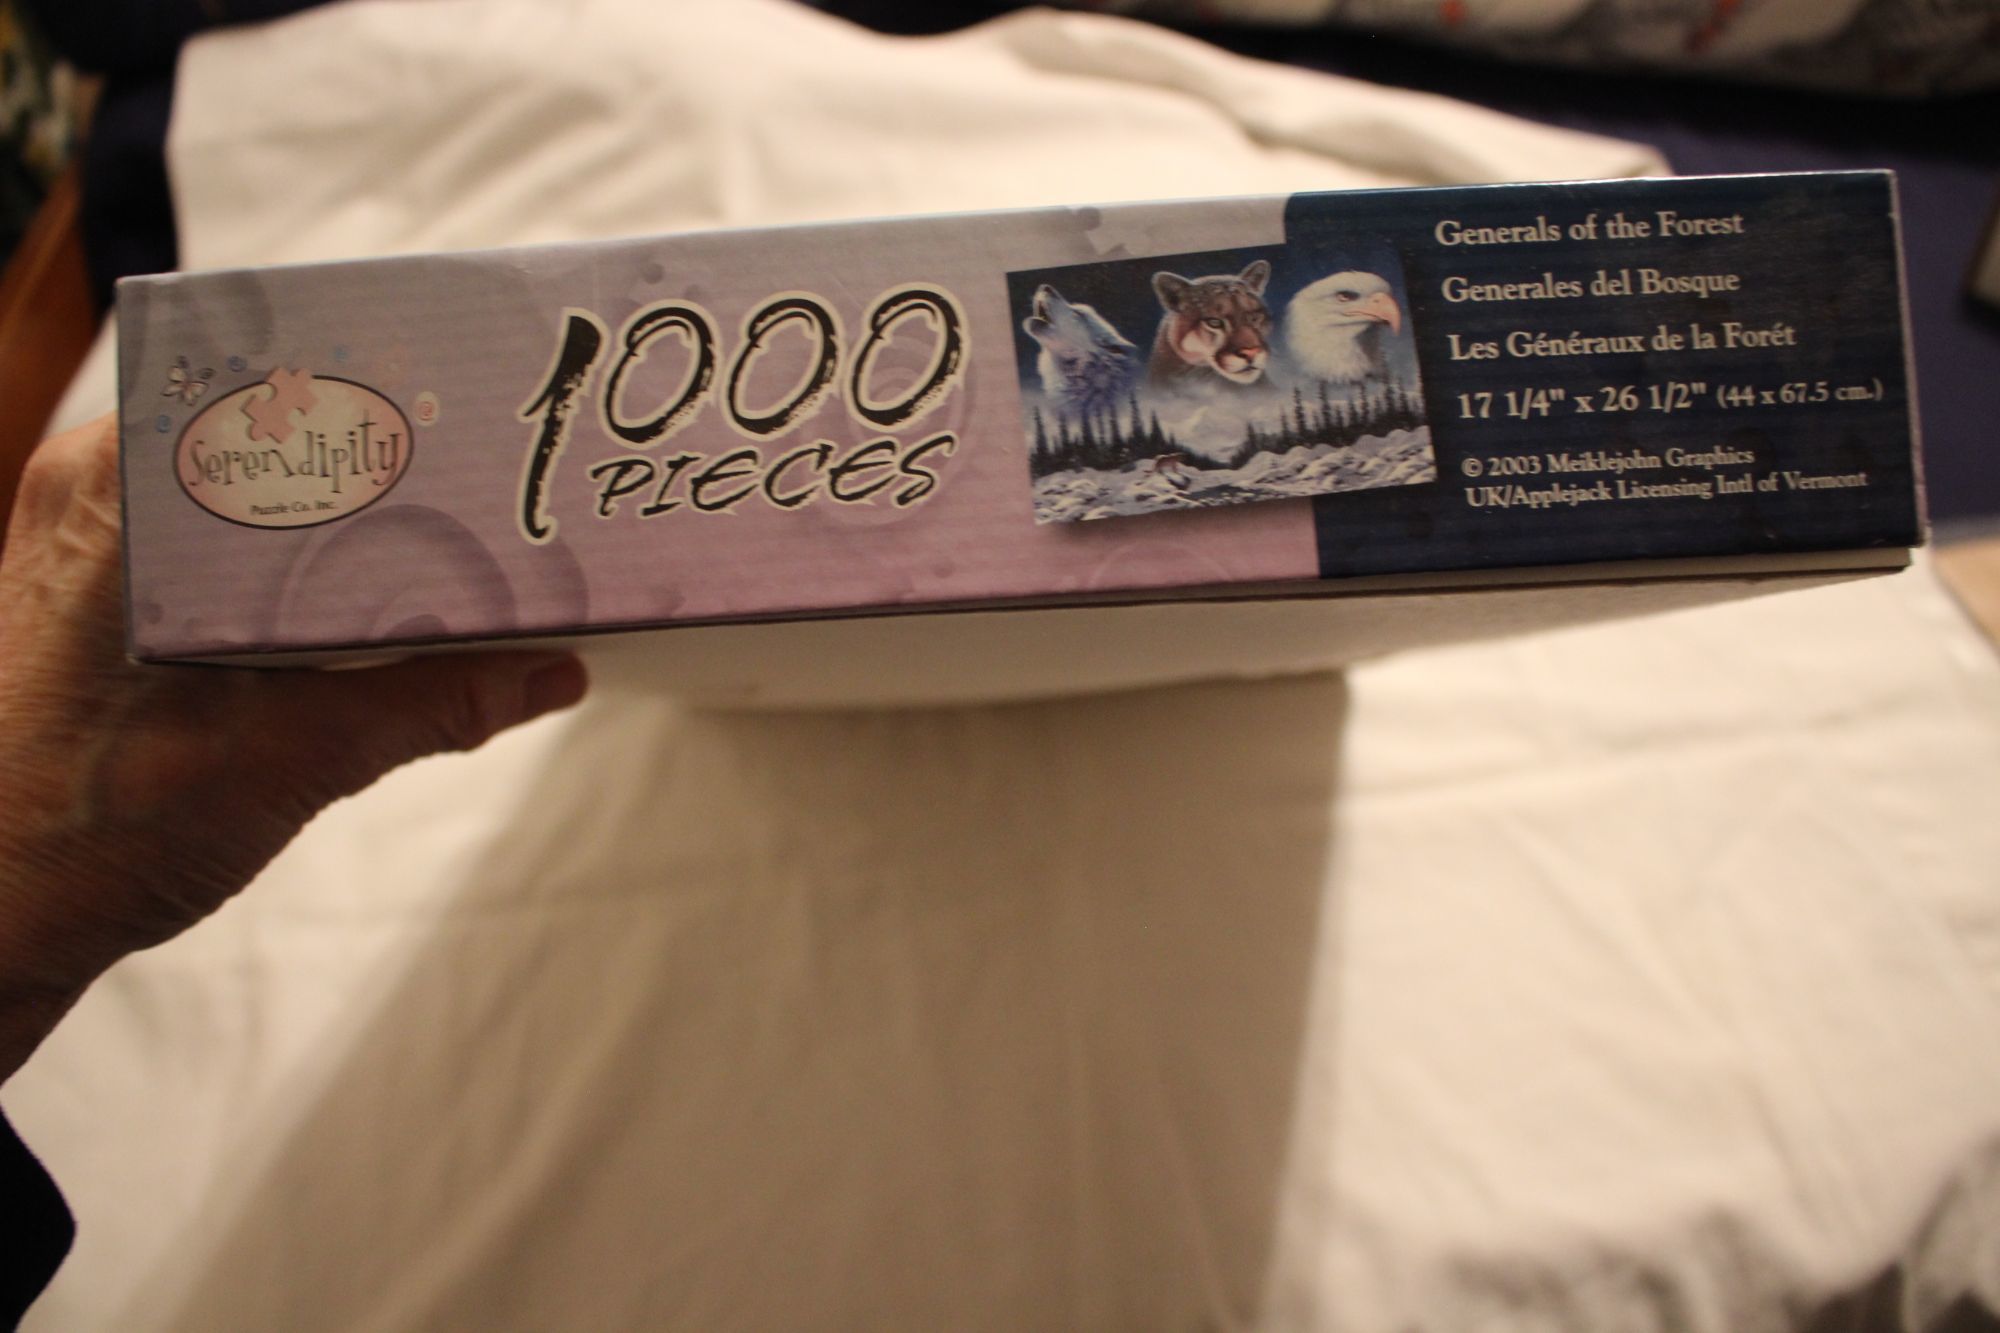 Serendipity
Puzzle Co. Inc.
1000
PIECES
Generals of the Forest
Generales del Bosque
Les Généraux de la Forét
17 1/4" x 26 1/2" (44 x 67.5 cm.)
© 2003 Meiklejohn Graphics
UK/Applejack Licensing Intl of Vermont